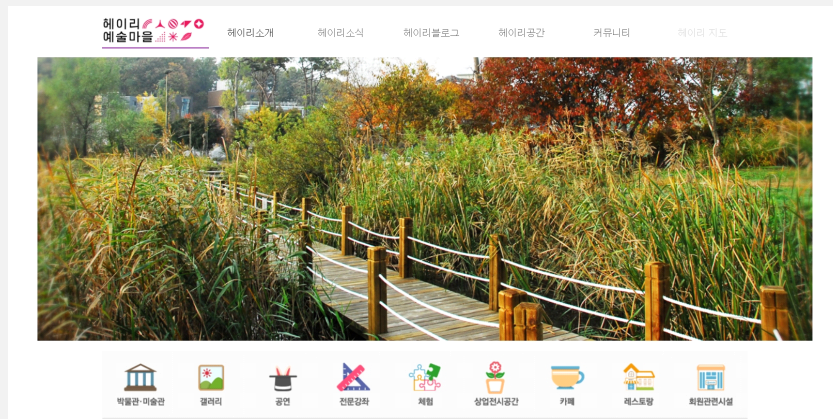 헤이리
예술마을
헤이리소개 헤이리소식 헤이리블로그 헤이리공간 커뮤니티 헤이리 지도
박물관·미술관 갤러리 공연 전문강좌 체험 상업전시공간 카페 레스토랑 회원관련시설